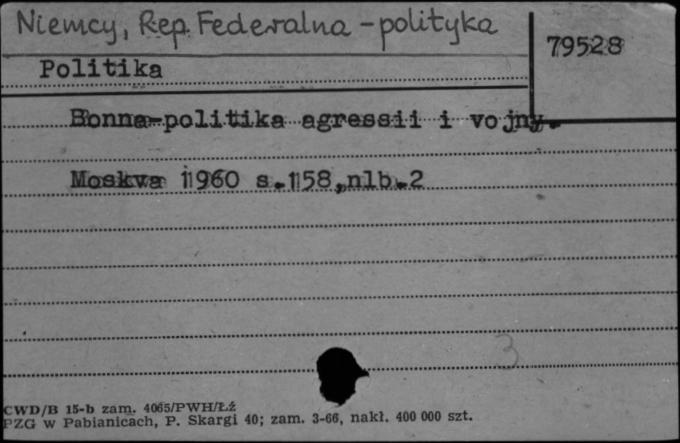 Niemcy, Rep. Federalna - polityka
79528
Politika
Bonna-politika agressii i vojny.
Moskva 1960 s.158,nlb.2
3
CWD/B 15-b zam. 4065/PWH/Łź
PZG w Pabianicach, P. Skargi 40; zam. 3-66, nakł. 400 000 szt.